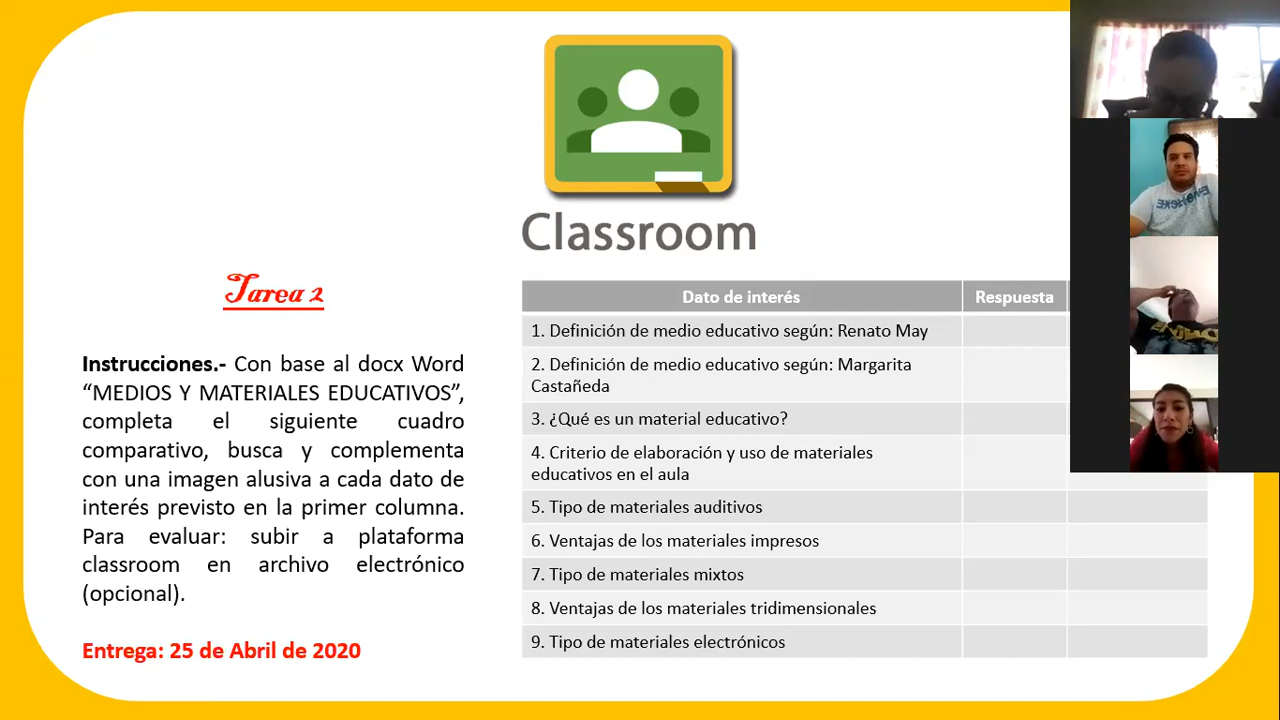 Classroom
Tarea 2
Instrucciones.- Con base al docx Word
“MEDIOS Y MATERIALES EDUCATIVOS”,
completa el siguiente cuadro
comparativo, busca y complementa
con una imagen alusiva a cada dato de
interés previsto en la primer columna.
Para evaluar: subir a plataforma
classroom en archivo electrónico
(opcional).
Entrega: 25 de Abril de 2020
Dato de interés Respuesta
1. Definición de medio educativo según: Renato May
2. Definición de medio educativo según: Margarita
Castañeda
3. ¿Qué es un material educativo?
4. Criterio de elaboración y uso de materiales
educativos en el aula
5. Tipo de materiales auditivos
6. Ventajas de los materiales impresos
7. Tipo de materiales mixtos
8. Ventajas de los materiales tridimensionales
9. Tipo de materiales electrónicos